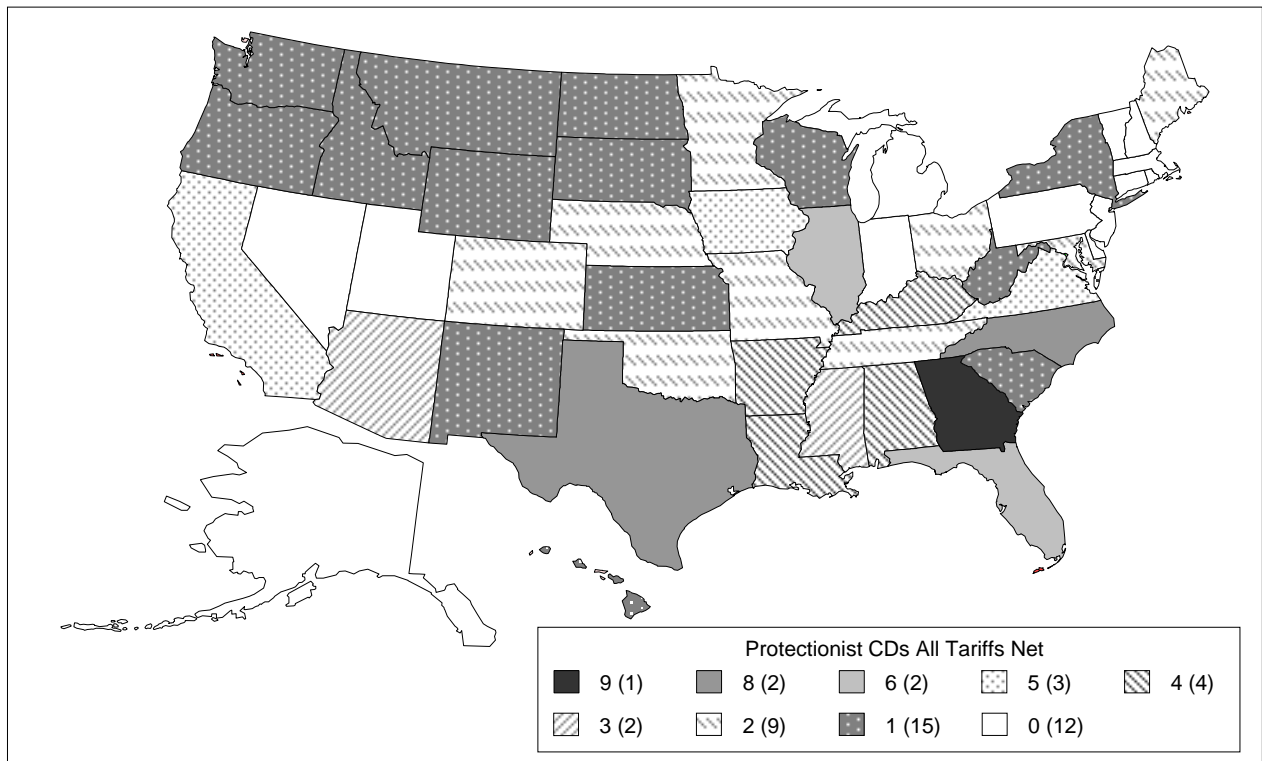 Protectionist CDs All Tariffs Net
9 (1) 8 (2) 6 (2) 5 (3) 4 (4)
3 (2) 2 (9) 1 (15) 0 (12)